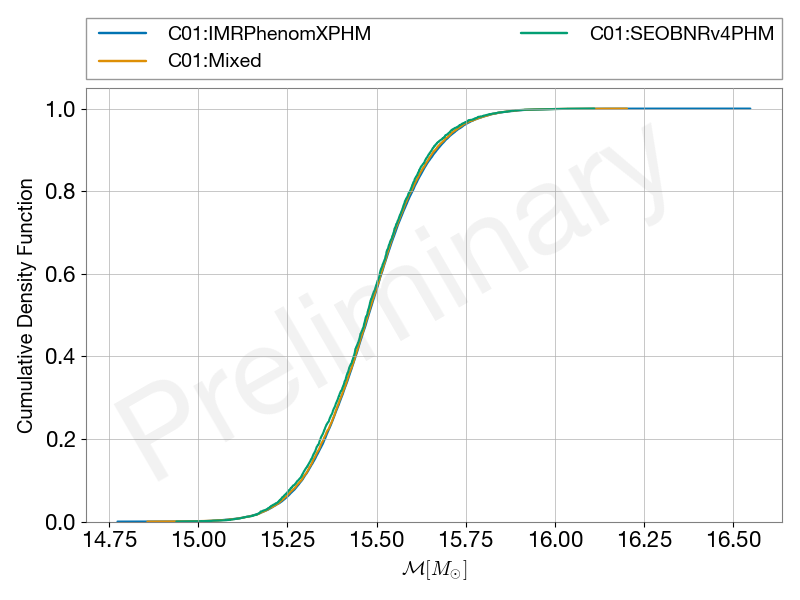 C01:IMRPhenomXPHM
C01:Mixed
C01:SEOBNRv4PHM
Preliminary
Cumulative Density Function
1.0
0.8
0.6
0.4
0.2
0.0
14.75 15.00 15.25 15.50 15.75 16.00 16.25 16.50
ℳ[M⊙]